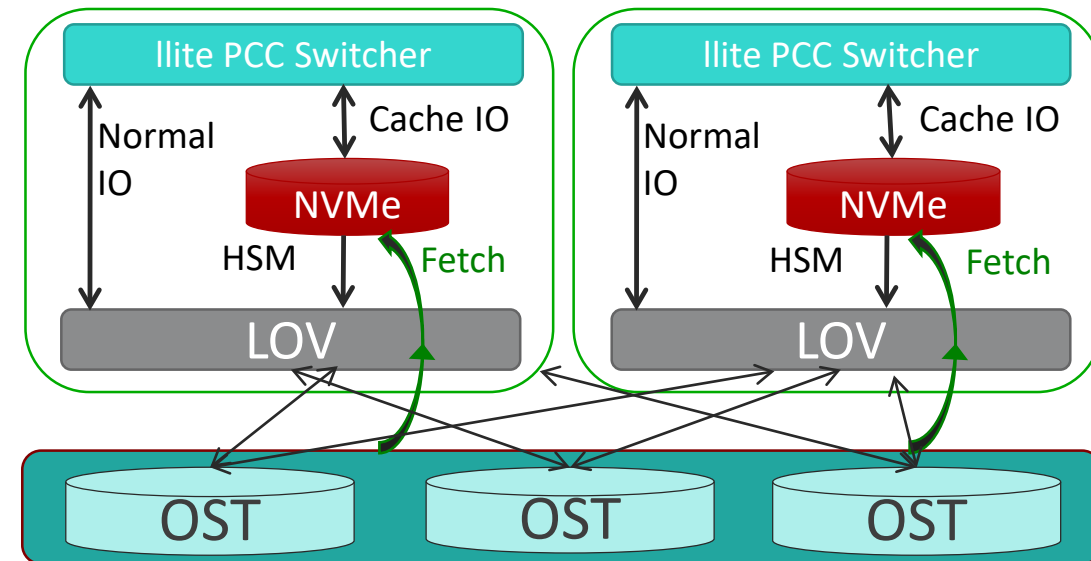 llite PCC Switcher
llite PCC Switcher
Normal
IO
Cache IO
Normal
IO
Cache IO
NVMe
NVMe
HSM
Fetch
HSM
Fetch
LOV
LOV
OST
OST
OST